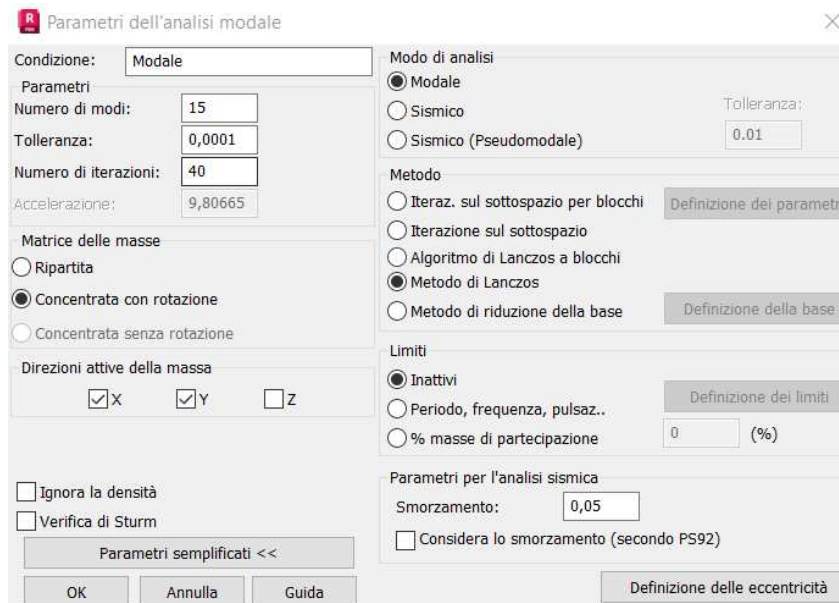 Parametri dell'analisi modale
Condizione: Modale
Parametri
Numero di modi: 15
Tolleranza: 0,0001
Numero di iterazioni: 40
Accelerazione: 9,80665
Matrice delle masse
Ripartita
Concentrata con rotazione
Concentrata senza rotazione
Direzioni attive della massa
X Y Z
Ignora la densità
Verifica di Sturm
Parametri semplificati <<
OK Annulla Guida
Modo di analisi
Modale
Sismico
Sismico (Pseudomodale)
Tolleranza:
0.01
Metodo
Iteraz. sul sottospazio per blocchi
Definizione dei parametr
Iterazione sul sottospazio
Algoritmo di Lanczos a blocchi
Metodo di Lanczos
Metodo di riduzione della base
Definizione della base
Limiti
Inattivi
Definizione dei limiti
Periodo, frequenza, pulsaz..
% masse di partecipazione
0 (%)
Parametri per l'analisi sismica
Smorzamento: 0,05
Considera lo smorzamento (secondo PS92)
Definizione delle eccentricità